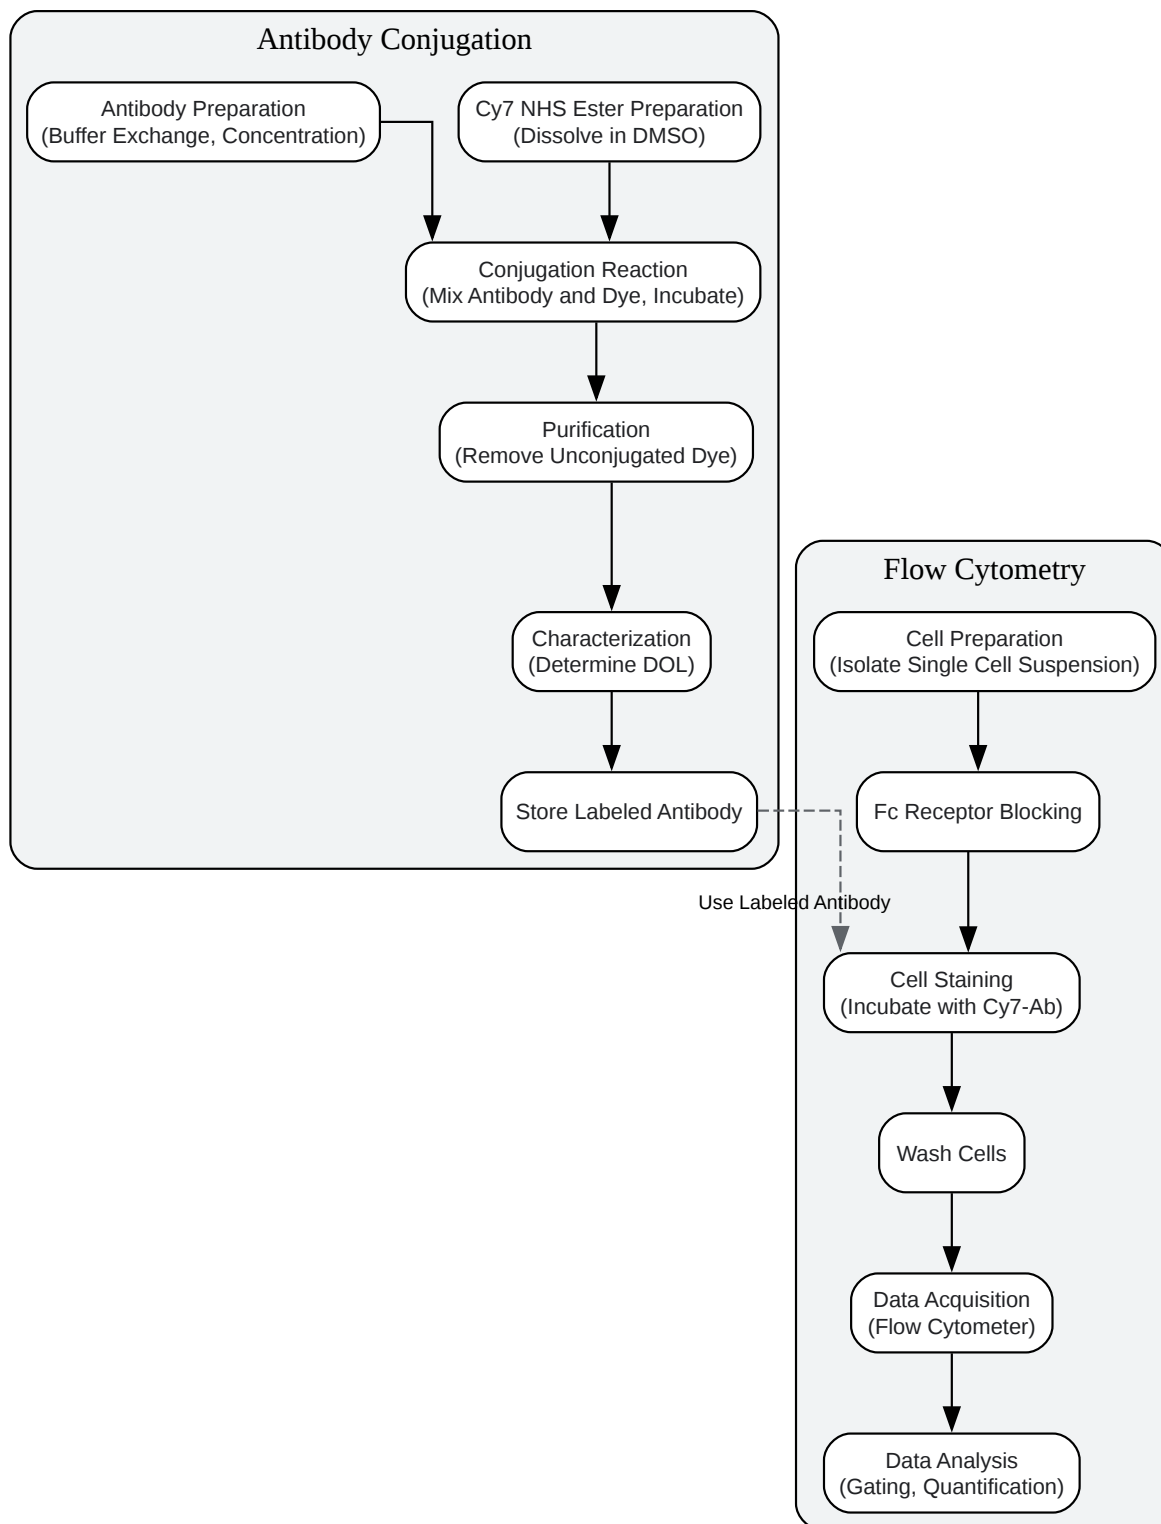 Antibody Conjugation
Antibody Preparation
(Buffer Exchange, Concentration)
Cy7 NHS Ester Preparation
(Dissolve in DMSO)
Conjugation Reaction
(Mix Antibody and Dye, Incubate)
Purification
(Remove Unconjugated Dye)
Characterization
(Determine DOL)
Store Labeled Antibody
Use Labeled Antibody
Flow Cytometry
Cell Preparation
(Isolate Single Cell Suspension)
Fc Receptor Blocking
Cell Staining
(Incubate with Cy7-Ab)
Wash Cells
Data Acquisition
(Flow Cytometer)
Data Analysis
(Gating, Quantification)